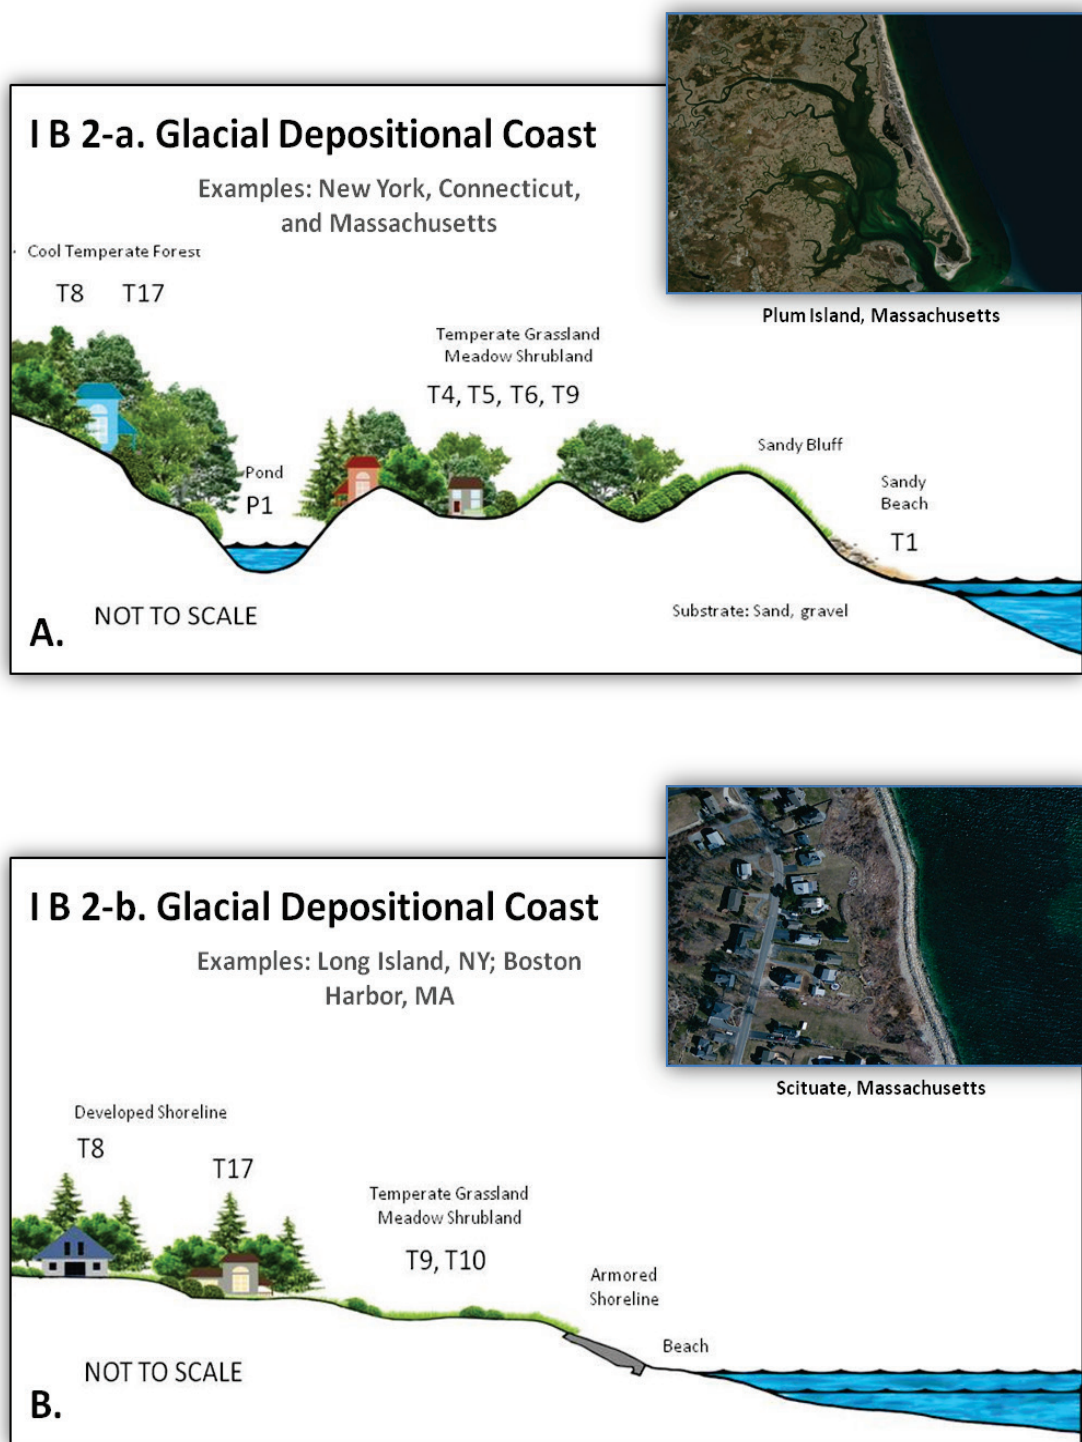 I B 2-a. Glacial Depositional Coast
Examples: New York, Connecticut,
and Massachusetts
Plum Island, Massachusetts
Cool Temperate Forest
T8 T17
Temperate Grassland
Meadow Shrubland
T4, T5, T6, T9
Pond
P1
Sandy Bluff
Sandy
Beach
T1
Substrate: Sand, gravel
NOT TO SCALE
A.
I B 2-b. Glacial Depositional Coast
Examples: Long Island, NY; Boston
Harbor, MA
Scituate, Massachusetts
Developed Shoreline
T8
T17
Temperate Grassland
Meadow Shrubland
T9, T10
Armored
Shoreline
Beach
NOT TO SCALE
B.